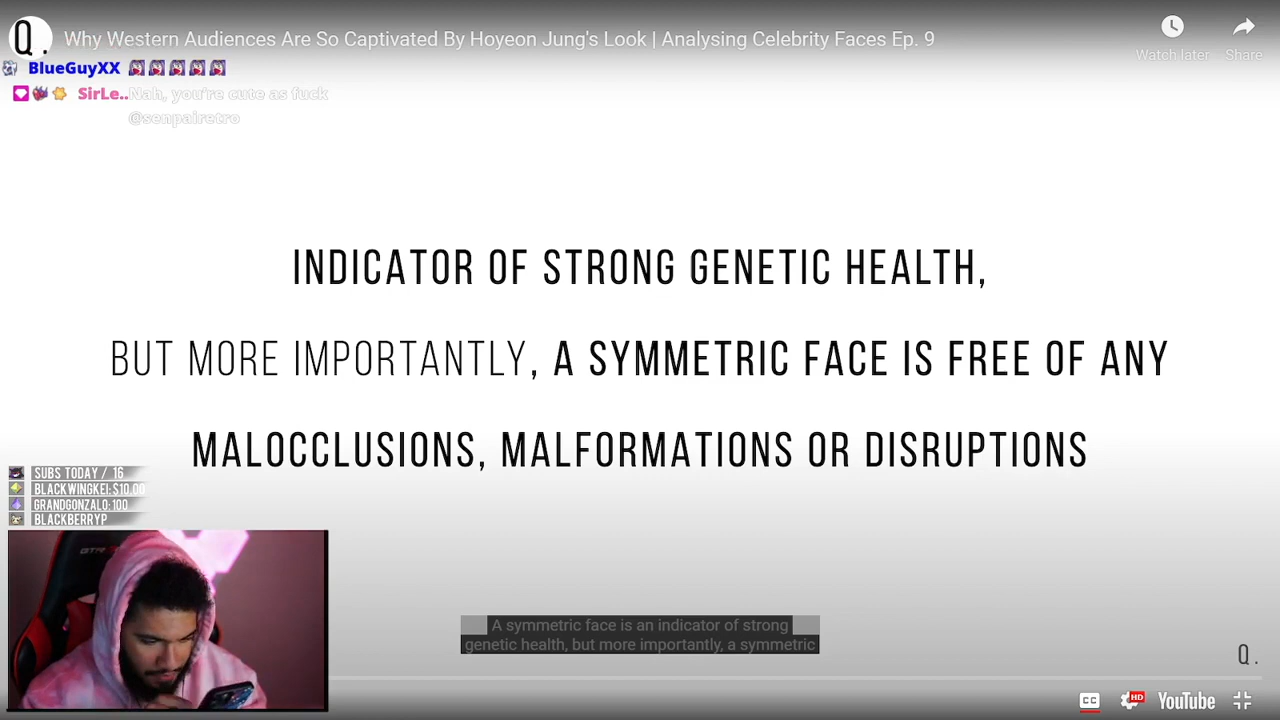 Q. Why Western Audiences Are So Captivated By Hoyeon Jung's Look | Analysing Celebrity Faces Ep. 9
Watch later
Share
BlueGuyXX
SirLe.. Nah, you're cute as fuck
@senpairetro
INDICATOR OF STRONG GENETIC HEALTH,
BUT MORE IMPORTANTLY, A SYMMETRIC FACE IS FREE OF ANY
MALOCCLUSIONS, MALFORMATIONS OR DISRUPTIONS
SUBS TODAY / 16
BLACKWINGKEI: $10.00
GRANDGONZALO: 100
BLACKBERRYP
GTR
A symmetric face is an indicator of strong
genetic health, but more importantly, a symmetric
Q.
CC
HD
YouTube